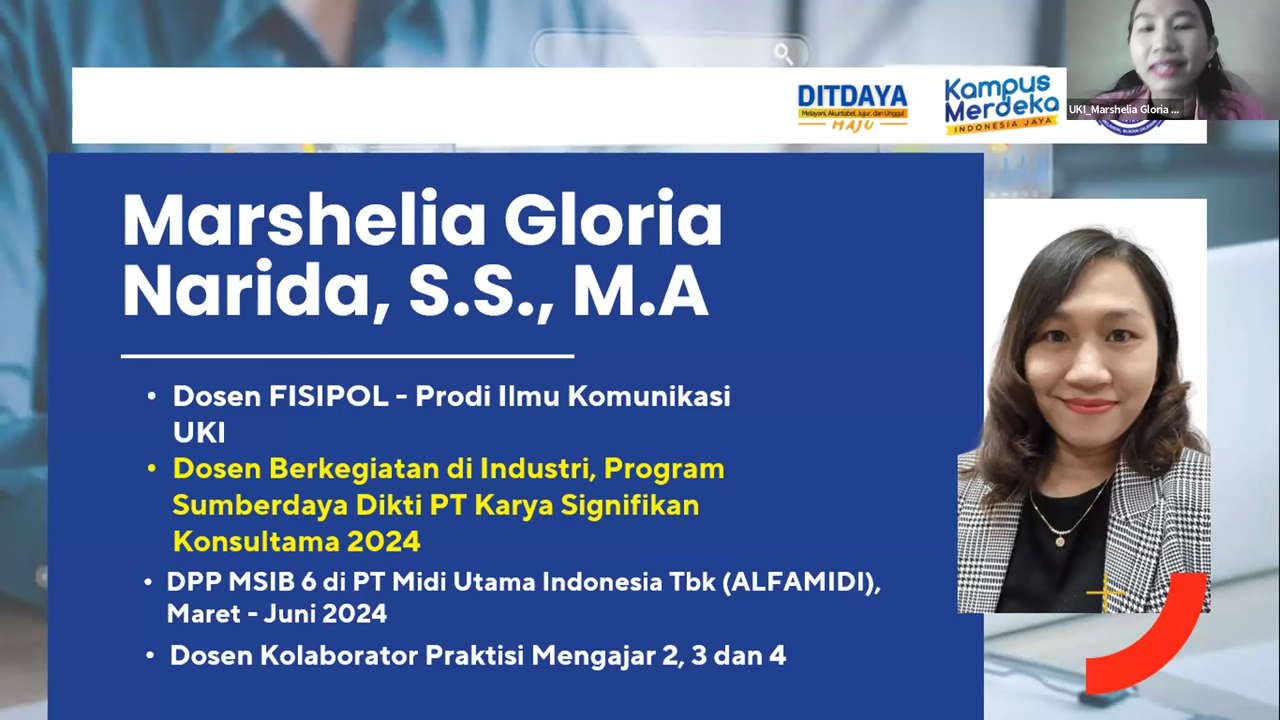 DITDAYA
Melayani, Akuntabel, Jujur, dan Unggul
MAJU
Kampus
Merdeka
INDONESIA JAYA
UKI_Marshelia Gloria ...
Marshelia Gloria
Narida, S.S., M.A
• Dosen FISIPOL - Prodi Ilmu Komunikasi
UKI
• Dosen Berkegiatan di Industri, Program
Sumberdaya Dikti PT Karya Signifikan
Konsultama 2024
• DPP MSIB 6 di PT Midi Utama Indonesia Tbk (ALFAMIDI),
Maret - Juni 2024
• Dosen Kolaborator Praktisi Mengajar 2, 3 dan 4